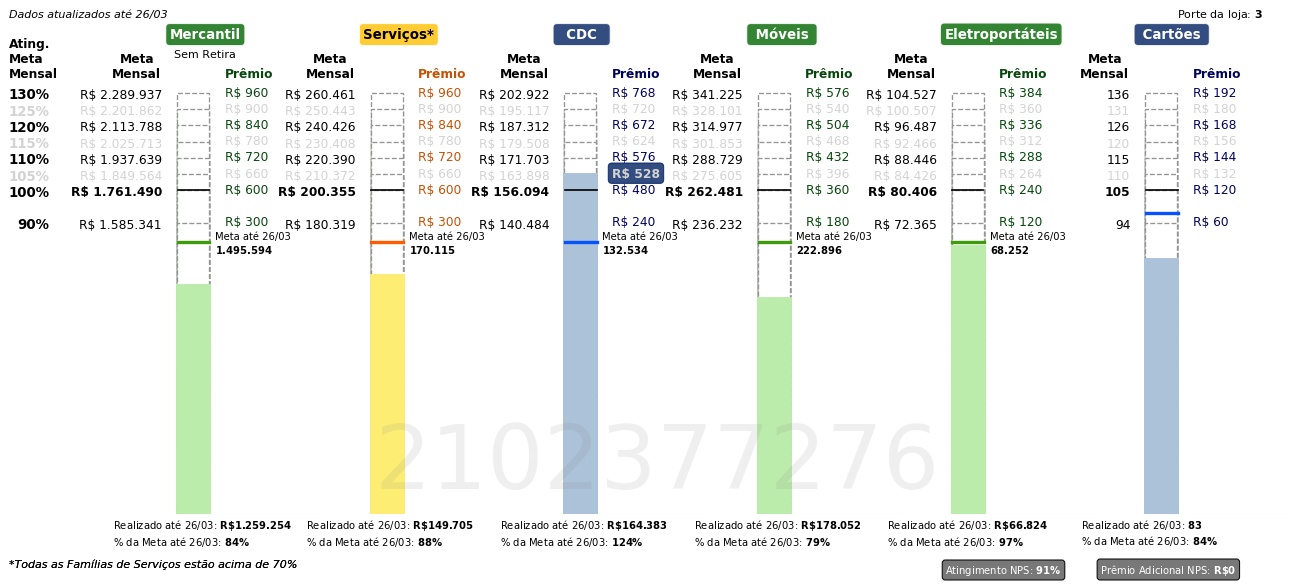 Dados atualizados até 26/03
Porte da loja: 3
Mercantil Serviços* CDC Móveis Eletroportáteis Cartões
Sem Retira
Ating. Meta Mensal
Meta Mensal Prêmio Meta Mensal Prêmio Meta Mensal Prêmio Meta Mensal Prêmio Meta Mensal Prêmio Meta Mensal Prêmio
130% R$ 2.289.937 R$ 960 R$ 260.461 R$ 960 R$ 202.922 R$ 768 R$ 341.225 R$ 576 R$ 104.527 R$ 384 136 R$ 192
125% R$ 2.201.862 R$ 900 R$ 250.443 R$ 900 R$ 195.117 R$ 720 R$ 328.101 R$ 540 R$ 100.507 R$ 360 131 R$ 180
120% R$ 2.113.788 R$ 840 R$ 240.426 R$ 840 R$ 187.312 R$ 672 R$ 314.977 R$ 504 R$ 96.487 R$ 336 126 R$ 168
115% R$ 2.025.713 R$ 780 R$ 230.408 R$ 780 R$ 179.508 R$ 624 R$ 301.853 R$ 468 R$ 92.466 R$ 312 120 R$ 156
110% R$ 1.937.639 R$ 720 R$ 220.390 R$ 720 R$ 171.703 R$ 576 R$ 288.729 R$ 432 R$ 88.446 R$ 288 115 R$ 144
105% R$ 1.849.564 R$ 660 R$ 210.372 R$ 660 R$ 163.898 R$ 528 R$ 275.605 R$ 396 R$ 84.426 R$ 264 110 R$ 132
100% R$ 1.761.490 R$ 600 R$ 200.355 R$ 600 R$ 156.094 R$ 480 R$ 262.481 R$ 360 R$ 80.406 R$ 240 105 R$ 120
90% R$ 1.585.341 R$ 300 R$ 180.319 R$ 300 R$ 140.484 R$ 240 R$ 236.232 R$ 180 R$ 72.365 R$ 120 94 R$ 60
Meta até 26/03 Meta até 26/03 Meta até 26/03 Meta até 26/03 Meta até 26/03
1.495.594 170.115 132.534 222.896 68.252
2102377276
Realizado até 26/03: R$1.259.254 Realizado até 26/03: R$149.705 Realizado até 26/03: R$164.383 Realizado até 26/03: R$178.052 Realizado até 26/03: R$66.824 Realizado até 26/03: 83
% da Meta até 26/03: 84% % da Meta até 26/03: 88% % da Meta até 26/03: 124% % da Meta até 26/03: 79% % da Meta até 26/03: 97% % da Meta até 26/03: 84%
*Todas as Famílias de Serviços estão acima de 70%
Atingimento NPS: 91% Prêmio Adicional NPS: R$0